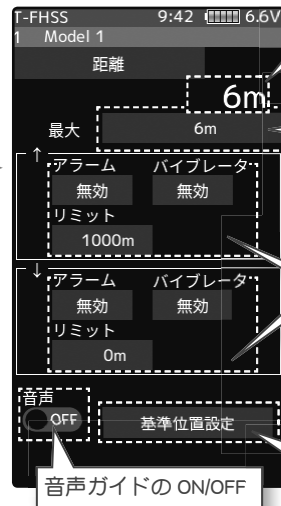 T-FHSS 9:42 6.6V
1 Model 1
距離
6m
最大 6m
↑
アラーム バイブレータ
無効 無効
リミット
1000m
↓
アラーム バイブレータ
無効 無効
リミット
0m
音声
OFF 基準位置設定
音声ガイドの ON/OFF